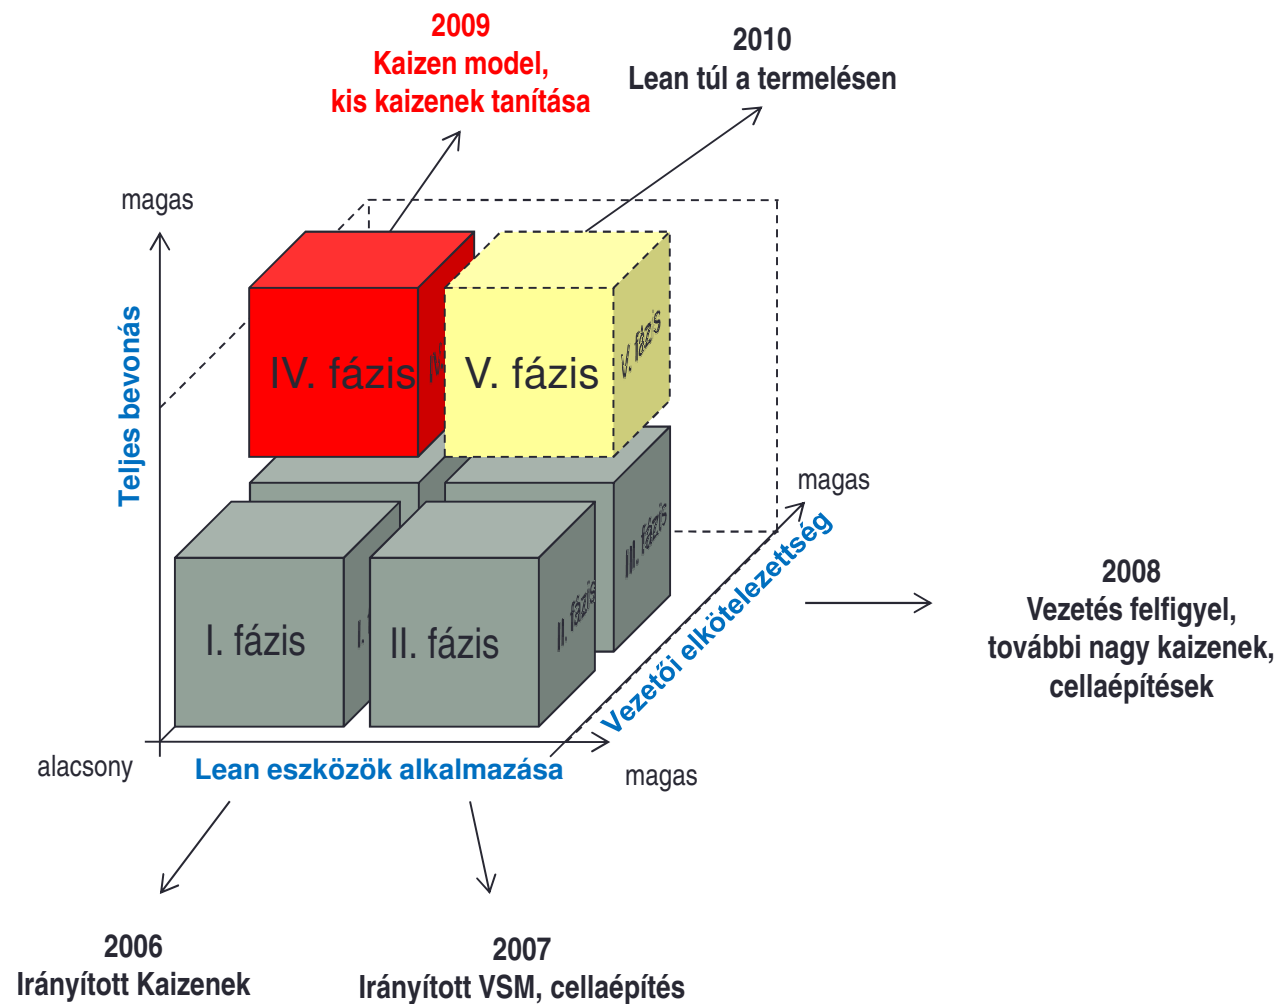 2009
Kaizen model,
kis kaizenek tanítása
2010
Lean túl a termelésen
magas
Teljes bevonás
IV. fázis
V. fázis
V. fázis
magas
I. fázis
II. fázis
II. fázis
III. fázis
Vezetői elkötelezettség
2008
Vezetés felfigyel,
további nagy kaizenek,
cellaépítések
alacsony
Lean eszközök alkalmazása
magas
2006
Irányított Kaizenek
2007
Irányított VSM, cellaépítés